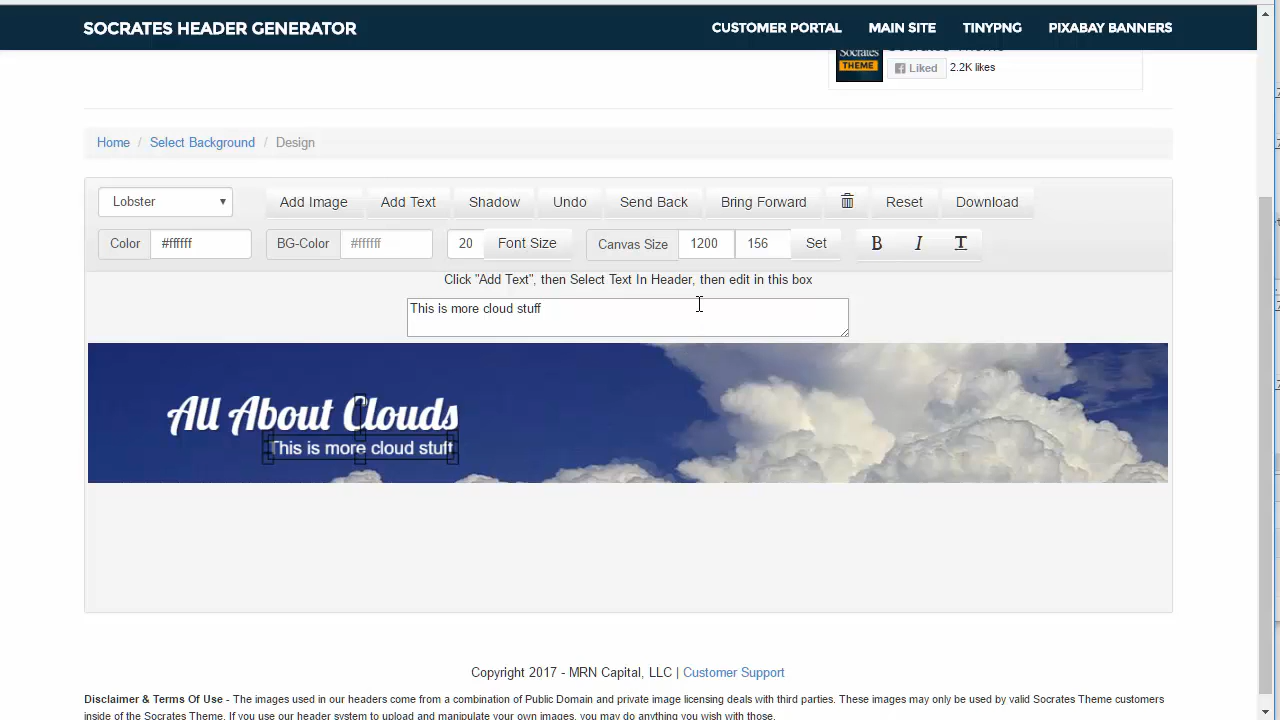 SOCRATES HEADER GENERATOR
CUSTOMER PORTAL MAIN SITE TINYPNG PIXABAY BANNERS
Socrates THEME
Socrates Theme
Liked 2.2K likes
Home / Select Background / Design
Lobster Add Image Add Text Shadow Undo Send Back Bring Forward Reset Download
Color #ffffff BG-Color #ffffff 20 Font Size Canvas Size 1200 156 Set B I T
Click "Add Text", then Select Text In Header, then edit in this box
This is more cloud stuff
All About Clouds
This is more cloud stuff
Copyright 2017 - MRN Capital, LLC | Customer Support
Disclaimer & Terms Of Use - The images used in our headers come from a combination of Public Domain and private image licensing deals with third parties. These images may only be used by valid Socrates Theme customers
inside of the Socrates Theme. If you use our header system to upload and manipulate your own images, you may do anything you wish with those.